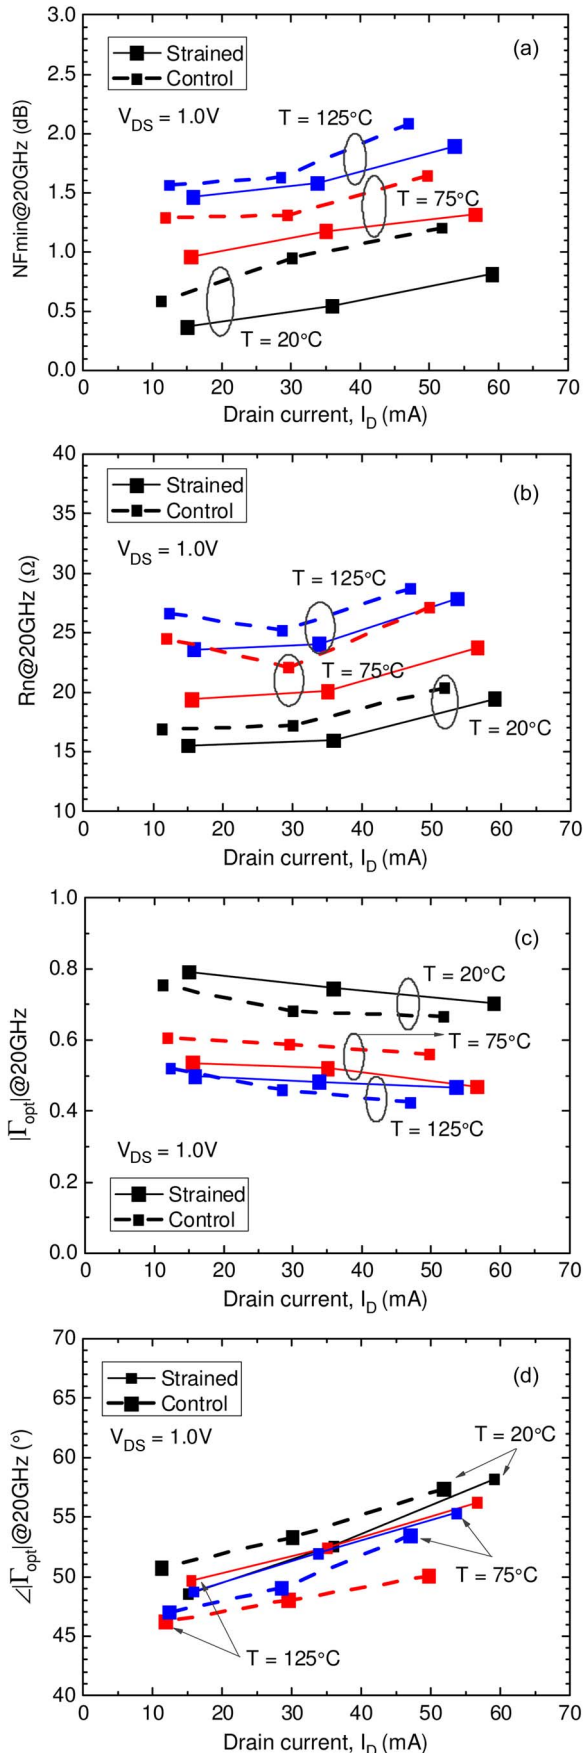 (a)
Strained
Control
V_DS = 1.0V
T = 125°C
T = 75°C
T = 20°C
NFmin@20GHz (dB)
3.0
2.5
2.0
1.5
1.0
0.5
0.0
0 10 20 30 40 50 60 70
Drain current, I_D (mA)
(b)
Strained
Control
V_DS = 1.0V
T = 125°C
T = 75°C
T = 20°C
Rn@20GHz (Ω)
40
35
30
25
20
15
10
0 10 20 30 40 50 60 70
Drain current, I_D (mA)
(c)
T = 20°C
T = 75°C
T = 125°C
V_DS = 1.0V
Strained
Control
|Γ_opt|@20GHz
1.0
0.8
0.6
0.4
0.2
0.0
0 10 20 30 40 50 60 70
Drain current, I_D (mA)
(d)
Strained
Control
V_DS = 1.0V
T = 20°C
T = 75°C
T = 125°C
∠|Γ_opt|@20GHz (°)
70
65
60
55
50
45
40
0 10 20 30 40 50 60 70
Drain current, I_D (mA)